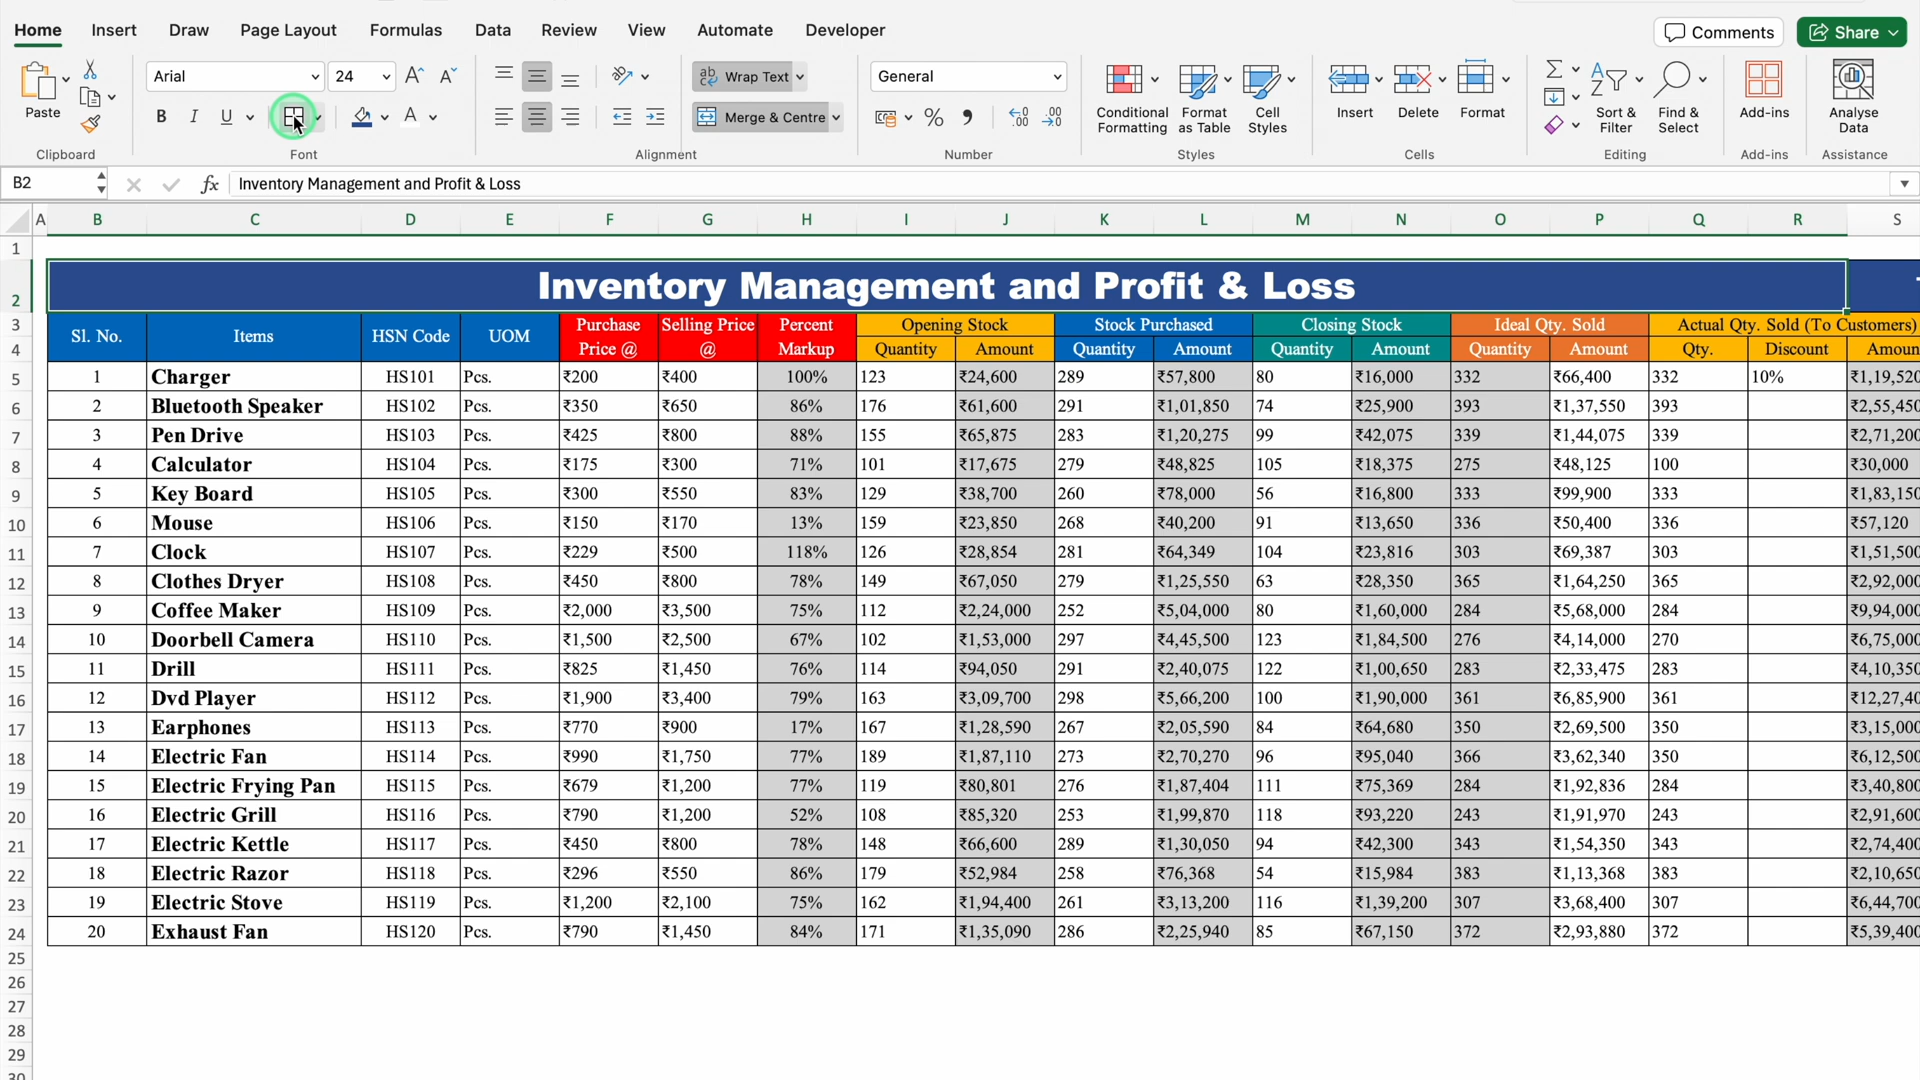 Home Insert Draw Page Layout Formulas Data Review View Automate Developer Comments Share
Paste Arial 24 Wrap Text General Conditional Formatting Format as Table Cell Styles Insert Delete Format Sort & Filter Find & Select Add-ins Analyse Data
B I U A Merge & Centre %
Clipboard Font Alignment Number Styles Cells Editing Add-ins Assistance
B2 fx Inventory Management and Profit & Loss
A B C D E F G H I J K L M N O P Q R S
1
2 Inventory Management and Profit & Loss
3 Sl. No. Items HSN Code UOM Purchase Price @ Selling Price @ Percent Markup Opening Stock Stock Purchased Closing Stock Ideal Qty. Sold Actual Qty. Sold (To Customers)
4 Quantity Amount Quantity Amount Quantity Amount Quantity Amount Qty. Discount Amoun
5 1 Charger HS101 Pcs. ₹200 ₹400 100% 123 ₹24,600 289 ₹57,800 80 ₹16,000 332 ₹66,400 332 10% ₹1,19,520
6 2 Bluetooth Speaker HS102 Pcs. ₹350 ₹650 86% 176 ₹61,600 291 ₹1,01,850 74 ₹25,900 393 ₹1,37,550 393 ₹2,55,450
7 3 Pen Drive HS103 Pcs. ₹425 ₹800 88% 155 ₹65,875 283 ₹1,20,275 99 ₹42,075 339 ₹1,44,075 339 ₹2,71,200
8 4 Calculator HS104 Pcs. ₹175 ₹300 71% 101 ₹17,675 279 ₹48,825 105 ₹18,375 275 ₹48,125 100 ₹30,000
9 5 Key Board HS105 Pcs. ₹300 ₹550 83% 129 ₹38,700 260 ₹78,000 56 ₹16,800 333 ₹99,900 333 ₹1,83,150
10 6 Mouse HS106 Pcs. ₹150 ₹170 13% 159 ₹23,850 268 ₹40,200 91 ₹13,650 336 ₹50,400 336 ₹57,120
11 7 Clock HS107 Pcs. ₹229 ₹500 118% 126 ₹28,854 281 ₹64,349 104 ₹23,816 303 ₹69,387 303 ₹1,51,500
12 8 Clothes Dryer HS108 Pcs. ₹450 ₹800 78% 149 ₹67,050 279 ₹1,25,550 63 ₹28,350 365 ₹1,64,250 365 ₹2,92,000
13 9 Coffee Maker HS109 Pcs. ₹2,000 ₹3,500 75% 112 ₹2,24,000 252 ₹5,04,000 80 ₹1,60,000 284 ₹5,68,000 284 ₹9,94,000
14 10 Doorbell Camera HS110 Pcs. ₹1,500 ₹2,500 67% 102 ₹1,53,000 297 ₹4,45,500 123 ₹1,84,500 276 ₹4,14,000 270 ₹6,75,000
15 11 Drill HS111 Pcs. ₹825 ₹1,450 76% 114 ₹94,050 291 ₹2,40,075 122 ₹1,00,650 283 ₹2,33,475 283 ₹4,10,350
16 12 Dvd Player HS112 Pcs. ₹1,900 ₹3,400 79% 163 ₹3,09,700 298 ₹5,66,200 100 ₹1,90,000 361 ₹6,85,900 361 ₹12,27,40
17 13 Earphones HS113 Pcs. ₹770 ₹900 17% 167 ₹1,28,590 267 ₹2,05,590 84 ₹64,680 350 ₹2,69,500 350 ₹3,15,000
18 14 Electric Fan HS114 Pcs. ₹990 ₹1,750 77% 189 ₹1,87,110 273 ₹2,70,270 96 ₹95,040 366 ₹3,62,340 350 ₹6,12,500
19 15 Electric Frying Pan HS115 Pcs. ₹679 ₹1,200 77% 119 ₹80,801 276 ₹1,87,404 111 ₹75,369 284 ₹1,92,836 284 ₹3,40,800
20 16 Electric Grill HS116 Pcs. ₹790 ₹1,200 52% 108 ₹85,320 253 ₹1,99,870 118 ₹93,220 243 ₹1,91,970 243 ₹2,91,600
21 17 Electric Kettle HS117 Pcs. ₹450 ₹800 78% 148 ₹66,600 289 ₹1,30,050 94 ₹42,300 343 ₹1,54,350 343 ₹2,74,400
22 18 Electric Razor HS118 Pcs. ₹296 ₹550 86% 179 ₹52,984 258 ₹76,368 54 ₹15,984 383 ₹1,13,368 383 ₹2,10,650
23 19 Electric Stove HS119 Pcs. ₹1,200 ₹2,100 75% 162 ₹1,94,400 261 ₹3,13,200 116 ₹1,39,200 307 ₹3,68,400 307 ₹6,44,700
24 20 Exhaust Fan HS120 Pcs. ₹790 ₹1,450 84% 171 ₹1,35,090 286 ₹2,25,940 85 ₹67,150 372 ₹2,93,880 372 ₹5,39,400
25
26
27
28
29
30